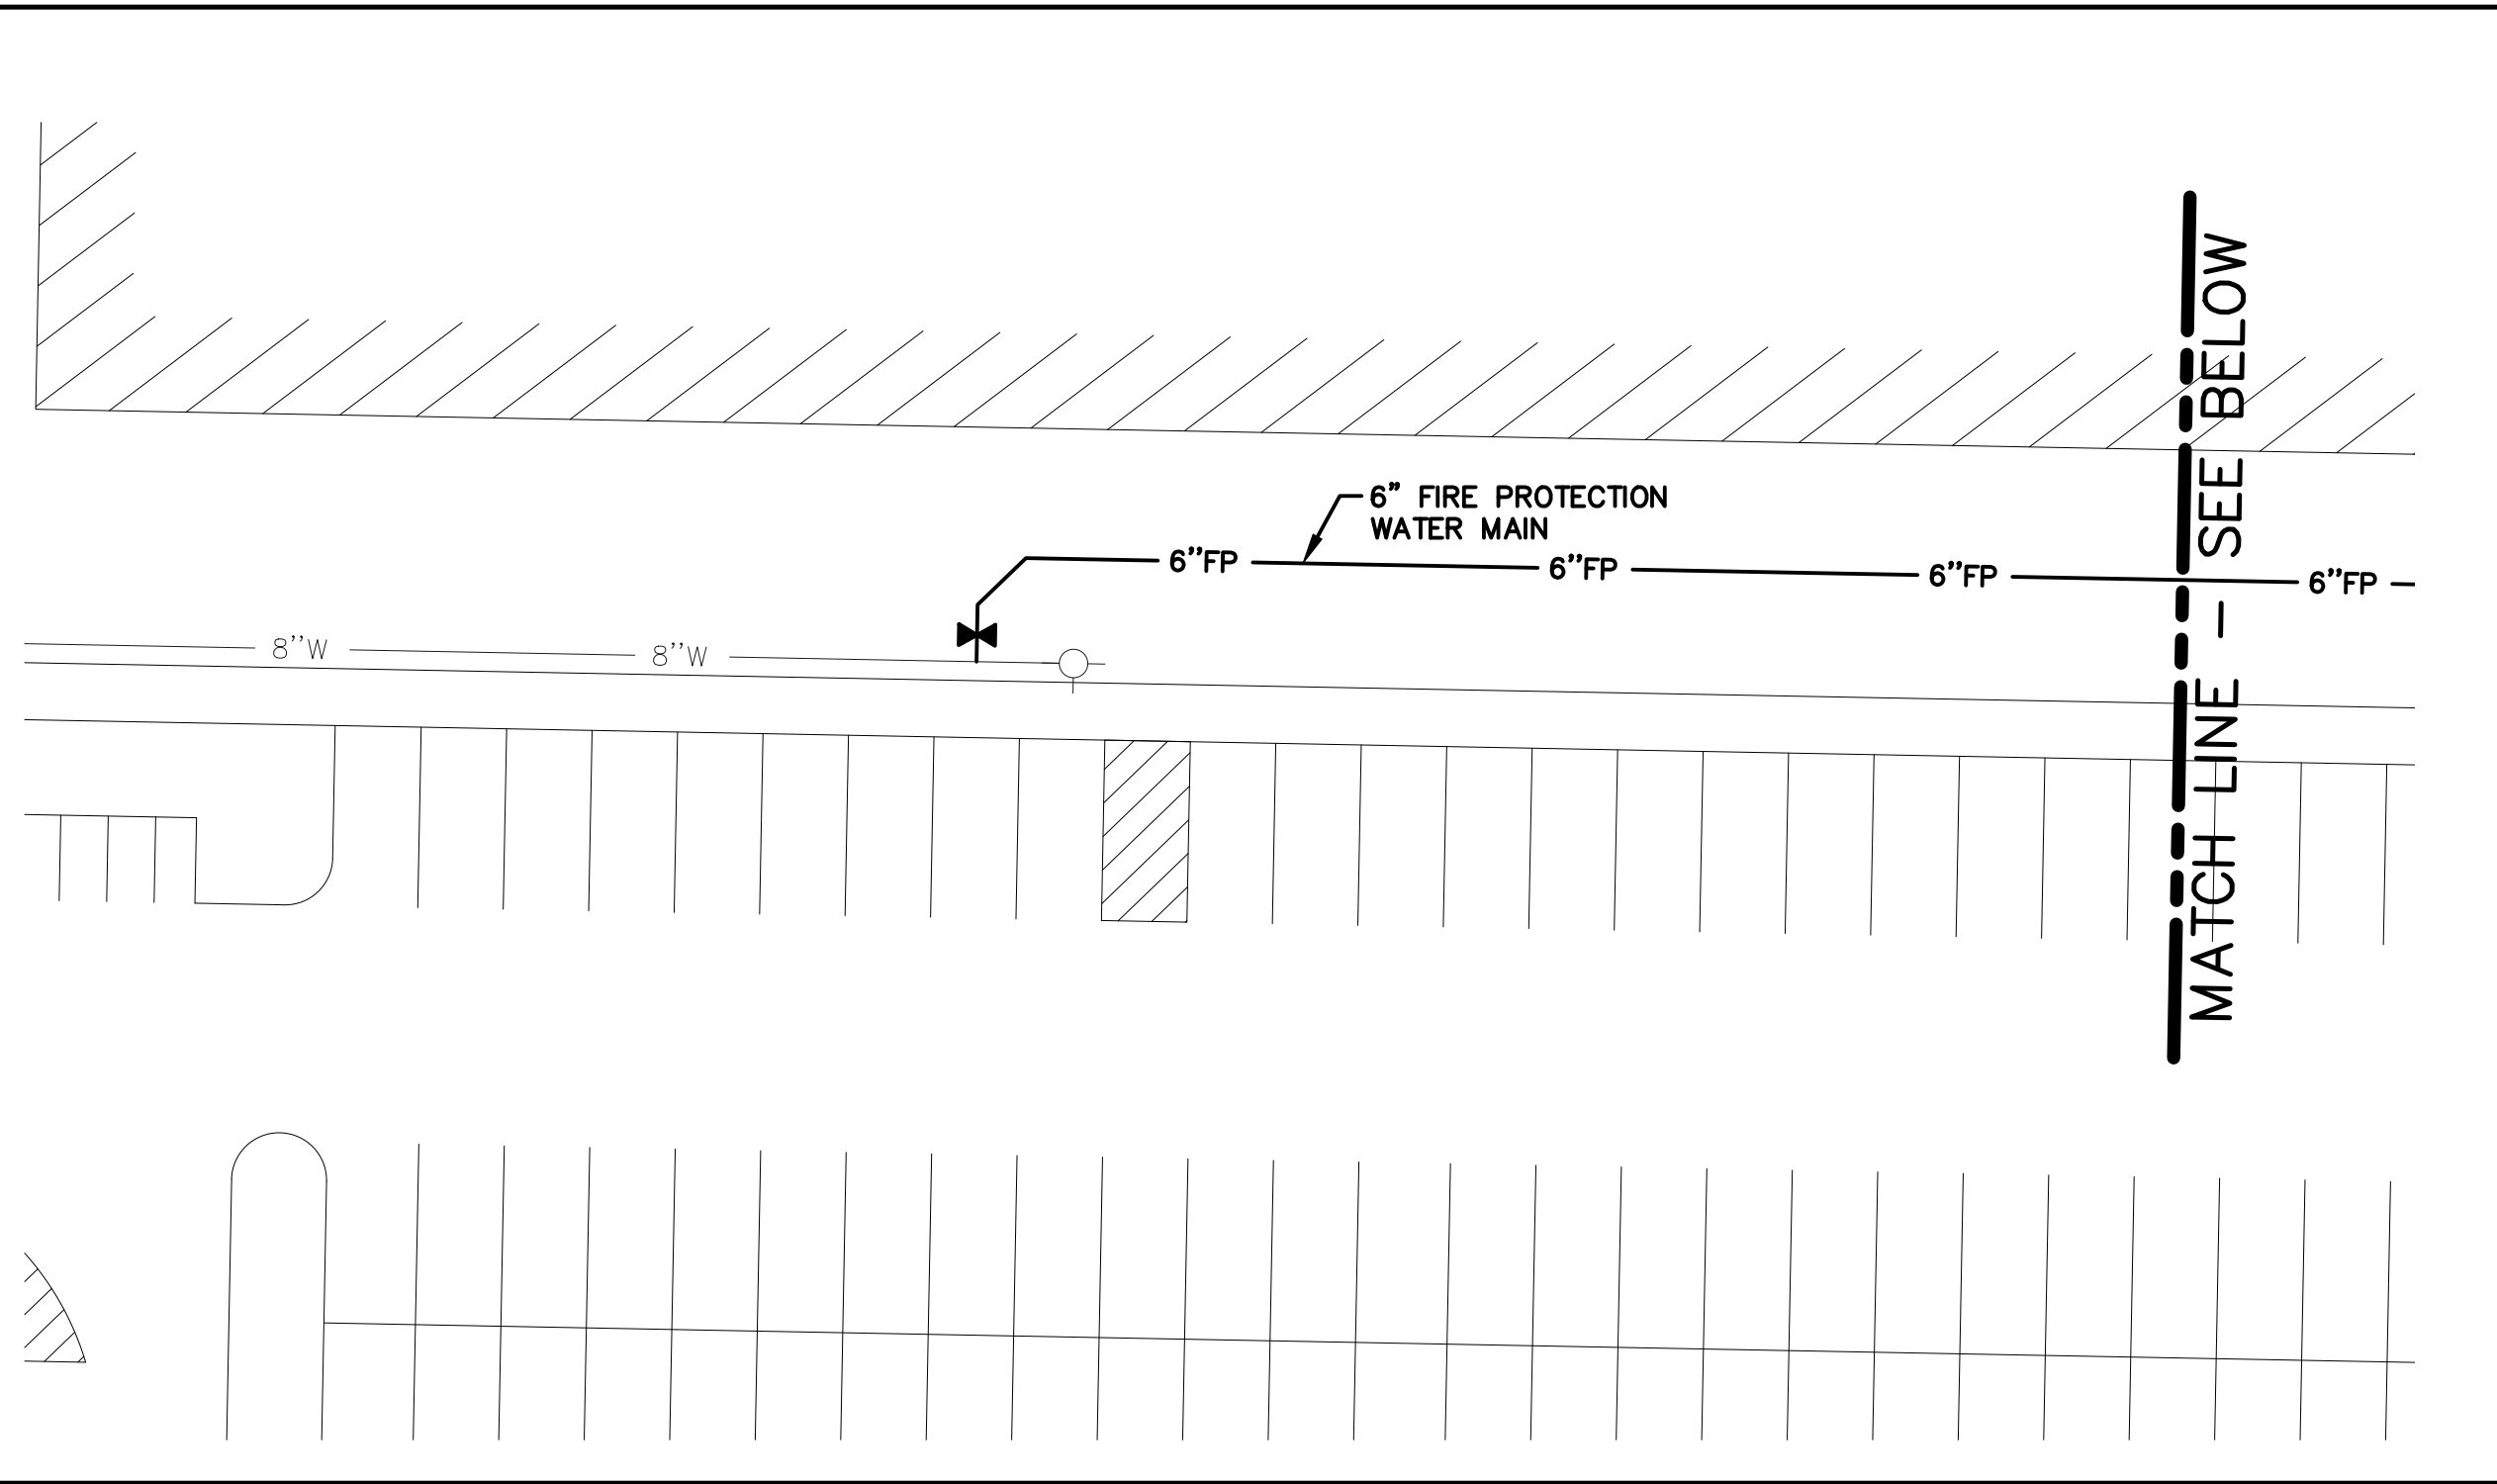 6" FIRE PROTECTION
WATER MAIN
6"FP
6"FP
6"FP
6"FP
8"W
8"W
MATCH LINE - SEE BELOW